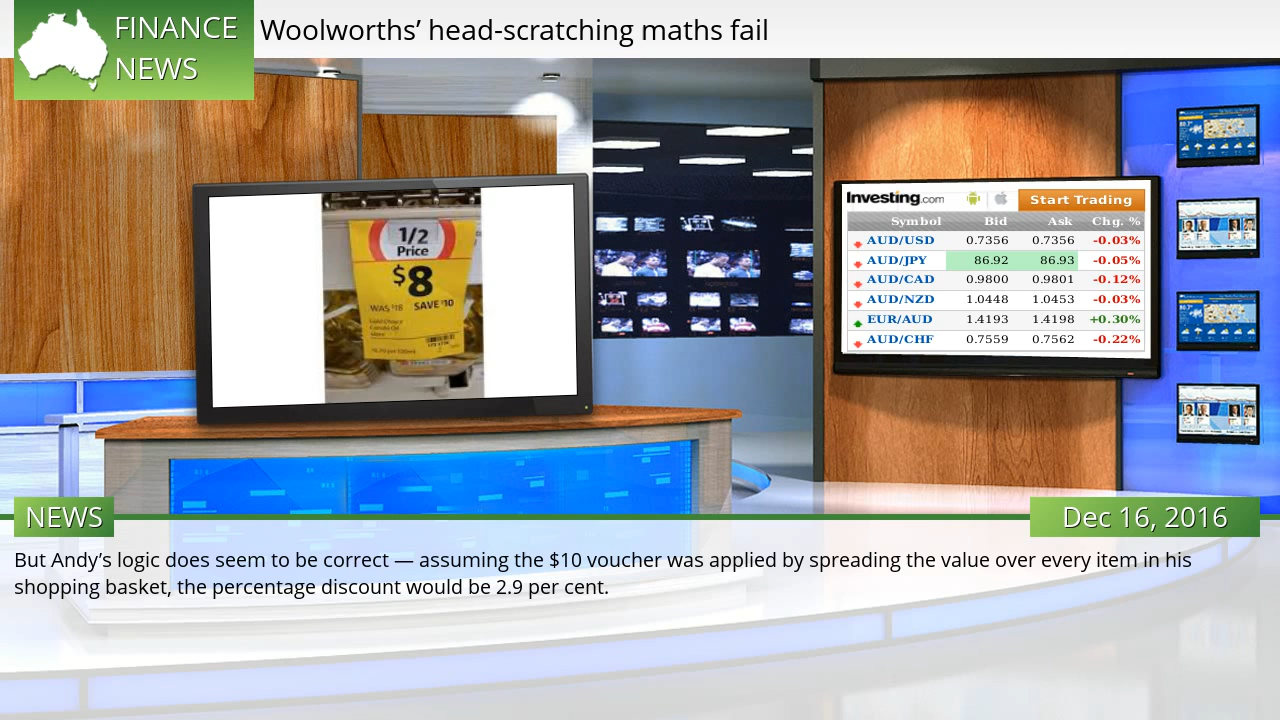 FINANCE
NEWS
Woolworths’ head-scratching maths fail
1/2
Price
$8
WAS $18 SAVE $10
Investing.com
Start Trading
Symbol Bid Ask Chg. %
AUD/USD 0.7356 0.7356 -0.03%
AUD/JPY 86.92 86.93 -0.05%
AUD/CAD 0.9800 0.9801 -0.12%
AUD/NZD 1.0448 1.0453 -0.03%
EUR/AUD 1.4193 1.4198 +0.30%
AUD/CHF 0.7559 0.7562 -0.22%
NEWS
Dec 16, 2016
But Andy’s logic does seem to be correct — assuming the $10 voucher was applied by spreading the value over every item in his
shopping basket, the percentage discount would be 2.9 per cent.